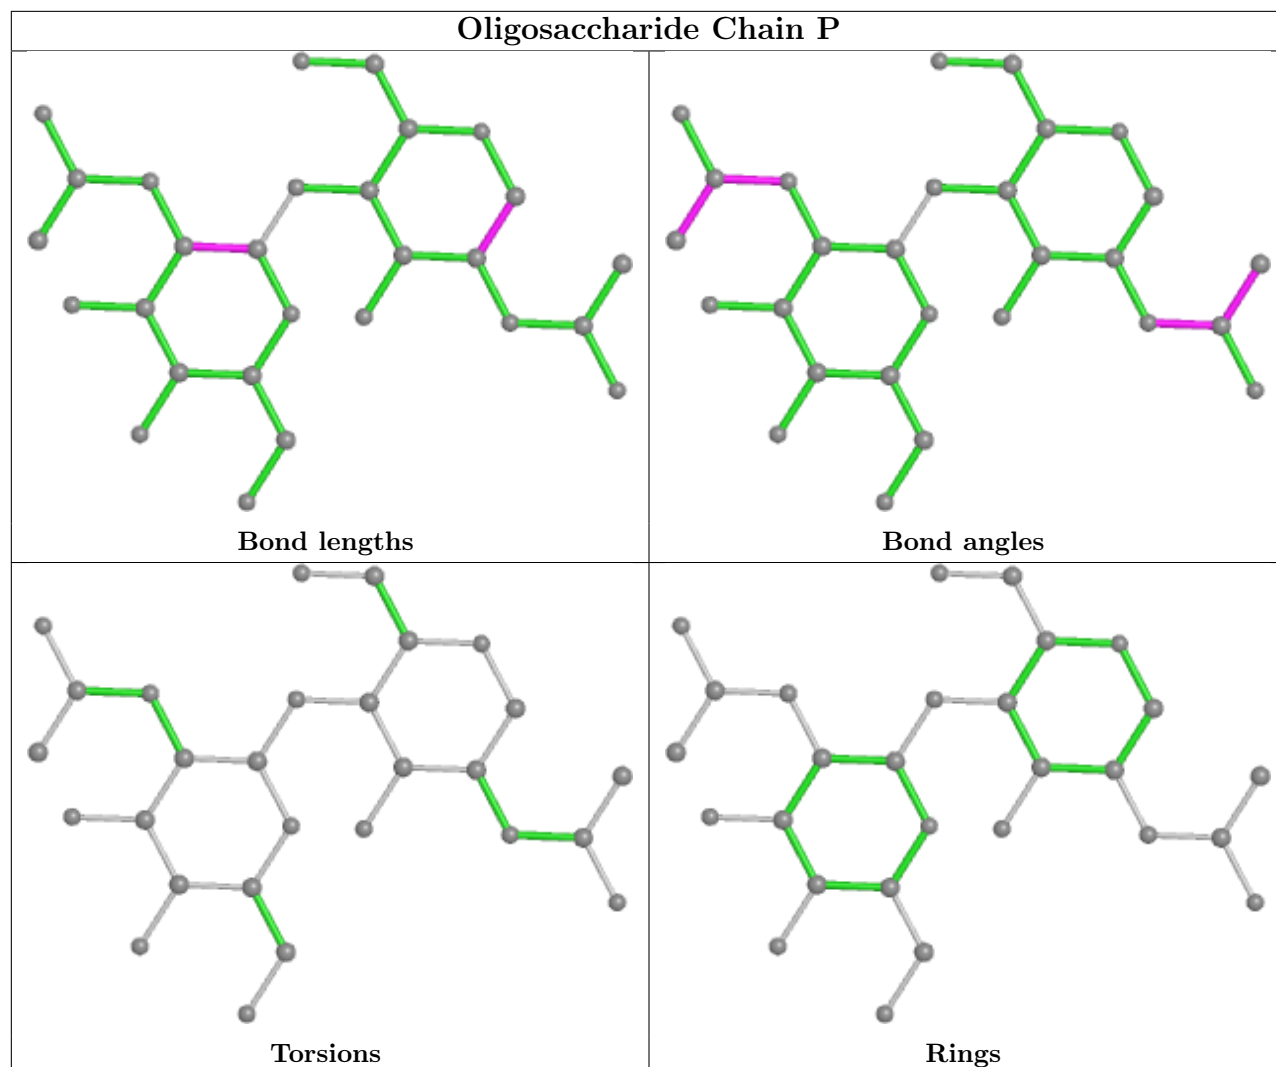 Oligosaccharide Chain P
Bond lengths
Bond angles
Torsions
Rings